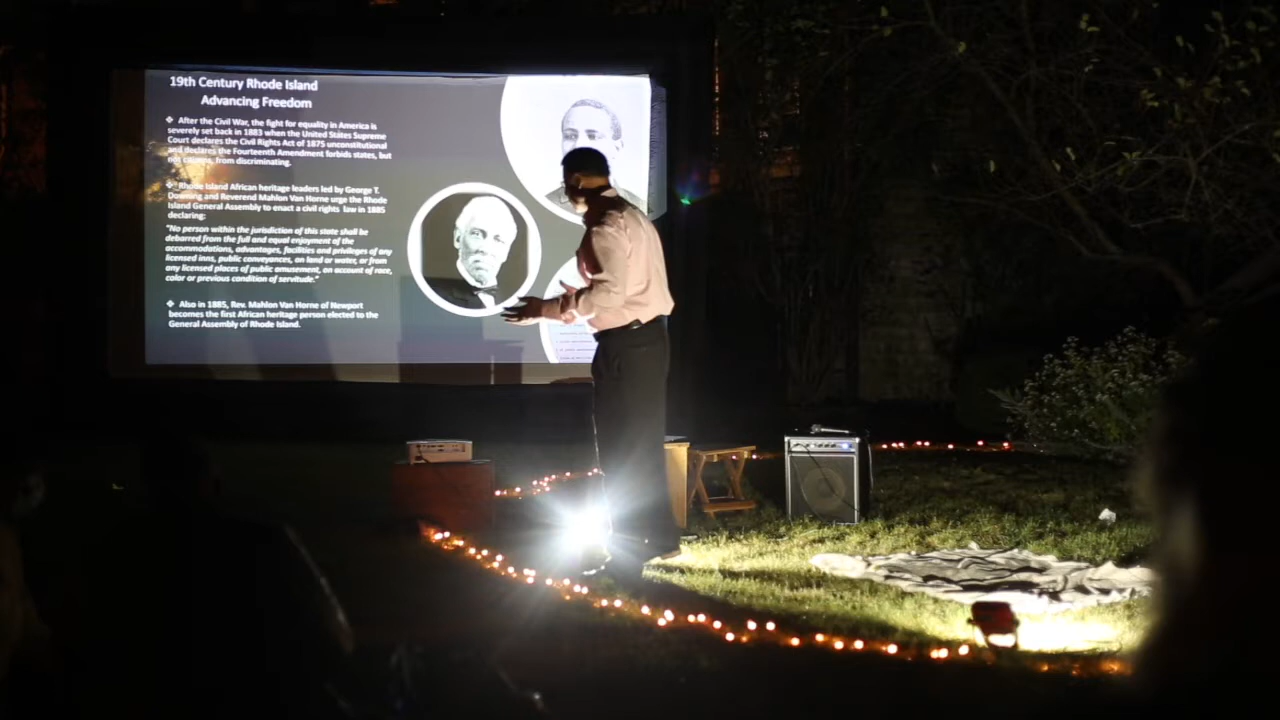 19th Century Rhode Island
Advancing Freedom
❖ After the Civil War, the fight for equality in America is
severely set back in 1883 when the United States Supreme
Court declares the Civil Rights Act of 1875 unconstitutional
and declares the Fourteenth Amendment forbids states, but
not citizens, from discriminating.
❖ Rhode Island African heritage leaders led by George T.
Downing and Reverend Mahlon Van Horne urge the Rhode
Island General Assembly to enact a civil rights law in 1885
declaring:
"No person within the jurisdiction of this state shall be
debarred from the full and equal enjoyment of the
accommodations, advantages, facilities and privileges of any
licensed inns, public conveyances, on land or water, or from
any licensed places of public amusement, on account of race,
color or previous condition of servitude."
❖ Also in 1885, Rev. Mahlon Van Horne of Newport
becomes the first African heritage person elected to the
General Assembly of Rhode Island.